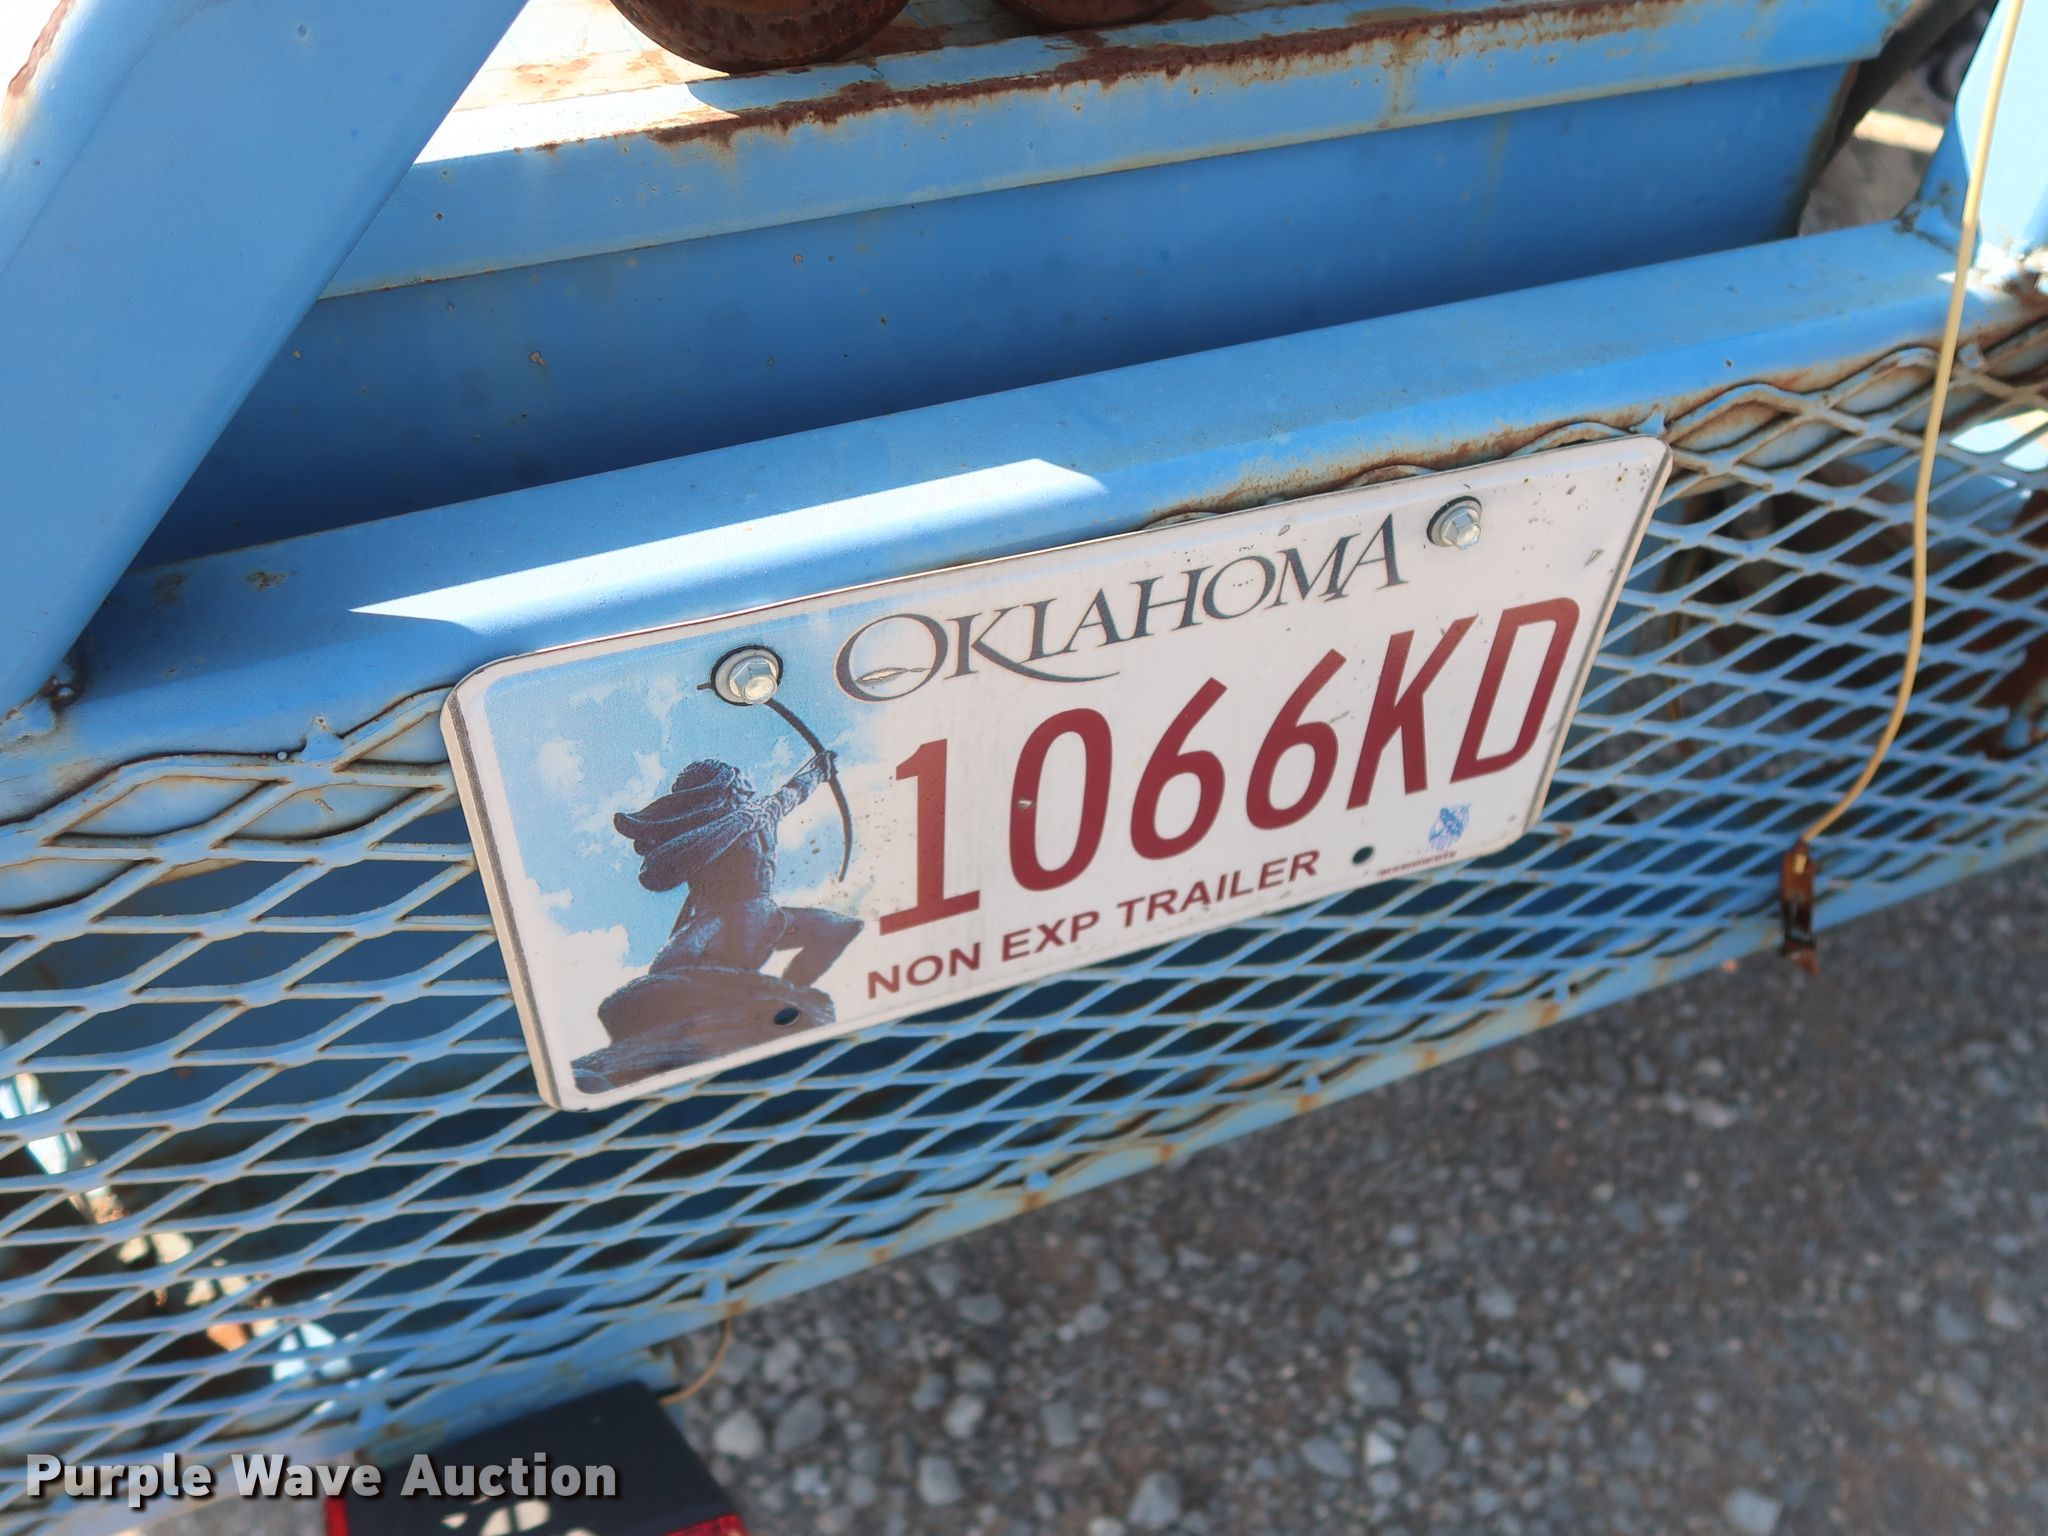 OKLAHOMA
1066KD
NON EXP TRAILER
Purple Wave Auction